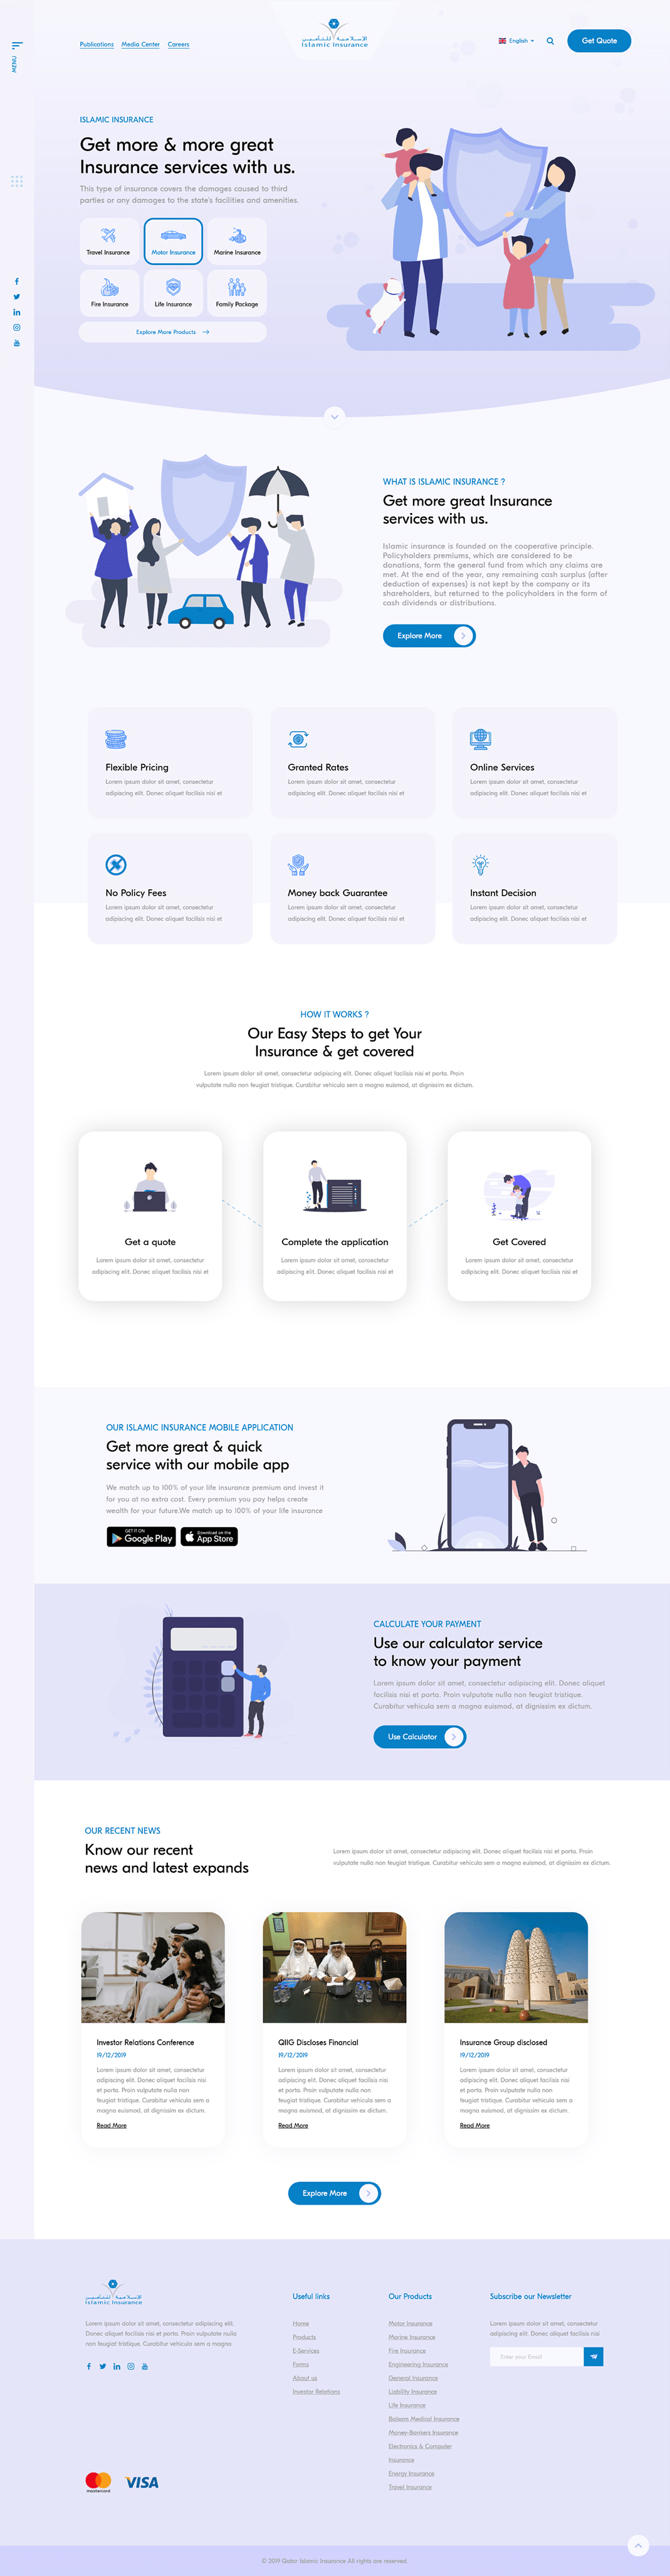 MENU
Publications Media Center Careers
الإسلامية للتأمين
Islamic Insurance
English
Get Quote
ISLAMIC INSURANCE
Get more & more great
Insurance services with us.
This type of insurance covers the damages caused to third
parties or any damages to the state's facilities and amenities.
Travel Insurance
Motor Insurance
Marine Insurance
Fire Insurance
Life Insurance
Family Package
Explore More Products
WHAT IS ISLAMIC INSURANCE ?
Get more great Insurance
services with us.
Islamic insurance is founded on the cooperative principle.
Policyholders premiums, which are considered to be
donations, form the general fund from which any claims are
met. At the end of the year, any remaining cash surplus (after
deduction of expenses) is not kept by the company or its
shareholders, but returned to the policyholders in the form of
cash dividends or distributions.
Explore More
Flexible Pricing
Lorem ipsum dolor sit amet, consectetur
adipiscing elit. Donec aliquet facilisis nisi et
Granted Rates
Lorem ipsum dolor sit amet, consectetur
adipiscing elit. Donec aliquet facilisis nisi et
Online Services
Lorem ipsum dolor sit amet, consectetur
adipiscing elit. Donec aliquet facilisis nisi et
No Policy Fees
Lorem ipsum dolor sit amet, consectetur
adipiscing elit. Donec aliquet facilisis nisi et
Money back Guarantee
Lorem ipsum dolor sit amet, consectetur
adipiscing elit. Donec aliquet facilisis nisi et
Instant Decision
Lorem ipsum dolor sit amet, consectetur
adipiscing elit. Donec aliquet facilisis nisi et
HOW IT WORKS ?
Our Easy Steps to get Your
Insurance & get covered
Lorem ipsum dolor sit amet, consectetur adipiscing elit. Donec aliquet facilisis nisi et porta. Proin
vulputate nulla non feugiat tristique. Curabitur vehicula sem a magna euismod, at dignissim ex dictum.
Get a quote
Lorem ipsum dolor sit amet, consectetur
adipiscing elit. Donec aliquet facilisis nisi et
Complete the application
Lorem ipsum dolor sit amet, consectetur
adipiscing elit. Donec aliquet facilisis nisi et
Get Covered
Lorem ipsum dolor sit amet, consectetur
adipiscing elit. Donec aliquet facilisis nisi et
OUR ISLAMIC INSURANCE MOBILE APPLICATION
Get more great & quick
service with our mobile app
We match up to 100% of your life insurance premium and invest it
for you at no extra cost. Every premium you pay helps create
wealth for your future.We match up to 100% of your life insurance
GET IT ON
Google Play
Download on the
App Store
CALCULATE YOUR PAYMENT
Use our calculator service
to know your payment
Lorem ipsum dolor sit amet, consectetur adipiscing elit. Donec aliquet
facilisis nisi et porta. Proin vulputate nulla non feugiat tristique.
Curabitur vehicula sem a magna euismod, at dignissim ex dictum.
Use Calculator
OUR RECENT NEWS
Know our recent
news and latest expands
Lorem ipsum dolor sit amet, consectetur adipiscing elit. Donec aliquet facilisis nisi et porta. Proin
vulputate nulla non feugiat tristique. Curabitur vehicula sem a magna euismod, at dignissim ex dictum.
Investor Relations Conference
19/12/2019
Lorem ipsum dolor sit amet, consectetur
adipiscing elit. Donec aliquet facilisis nisi
et porta. Proin vulputate nulla non
feugiat tristique. Curabitur vehicula sem a
magna euismod, at dignissim ex dictum.
Read More
QIIG Discloses Financial
19/12/2019
Lorem ipsum dolor sit amet, consectetur
adipiscing elit. Donec aliquet facilisis nisi
et porta. Proin vulputate nulla non
feugiat tristique. Curabitur vehicula sem a
magna euismod, at dignissim ex dictum.
Read More
Insurance Group disclosed
19/12/2019
Lorem ipsum dolor sit amet, consectetur
adipiscing elit. Donec aliquet facilisis nisi
et porta. Proin vulputate nulla non
feugiat tristique. Curabitur vehicula sem a
magna euismod, at dignissim ex dictum.
Read More
Explore More
الإسلامية للتأمين
Islamic Insurance
Lorem ipsum dolor sit amet, consectetur adipiscing elit.
Donec aliquet facilisis nisi et porta. Proin vulputate nulla
non feugiat tristique. Curabitur vehicula sem a magna
mastercard
VISA
Useful links
Home
Products
E-Services
Forms
About us
Investor Relations
Our Products
Motor Insurance
Marine Insurance
Fire Insurance
Engineering Insurance
General Insurance
Liability Insurance
Life Insurance
Balsam Medical Insurance
Money-Bankers Insurance
Electronics & Computer
Insurance
Energy Insurance
Travel Insurance
Subscribe our Newsletter
Lorem ipsum dolor sit amet, consectetur
adipiscing elit. Donec aliquet facilisis nisi
Enter your Email
© 2019 Qatar Islamic Insurance All rights are reserved.